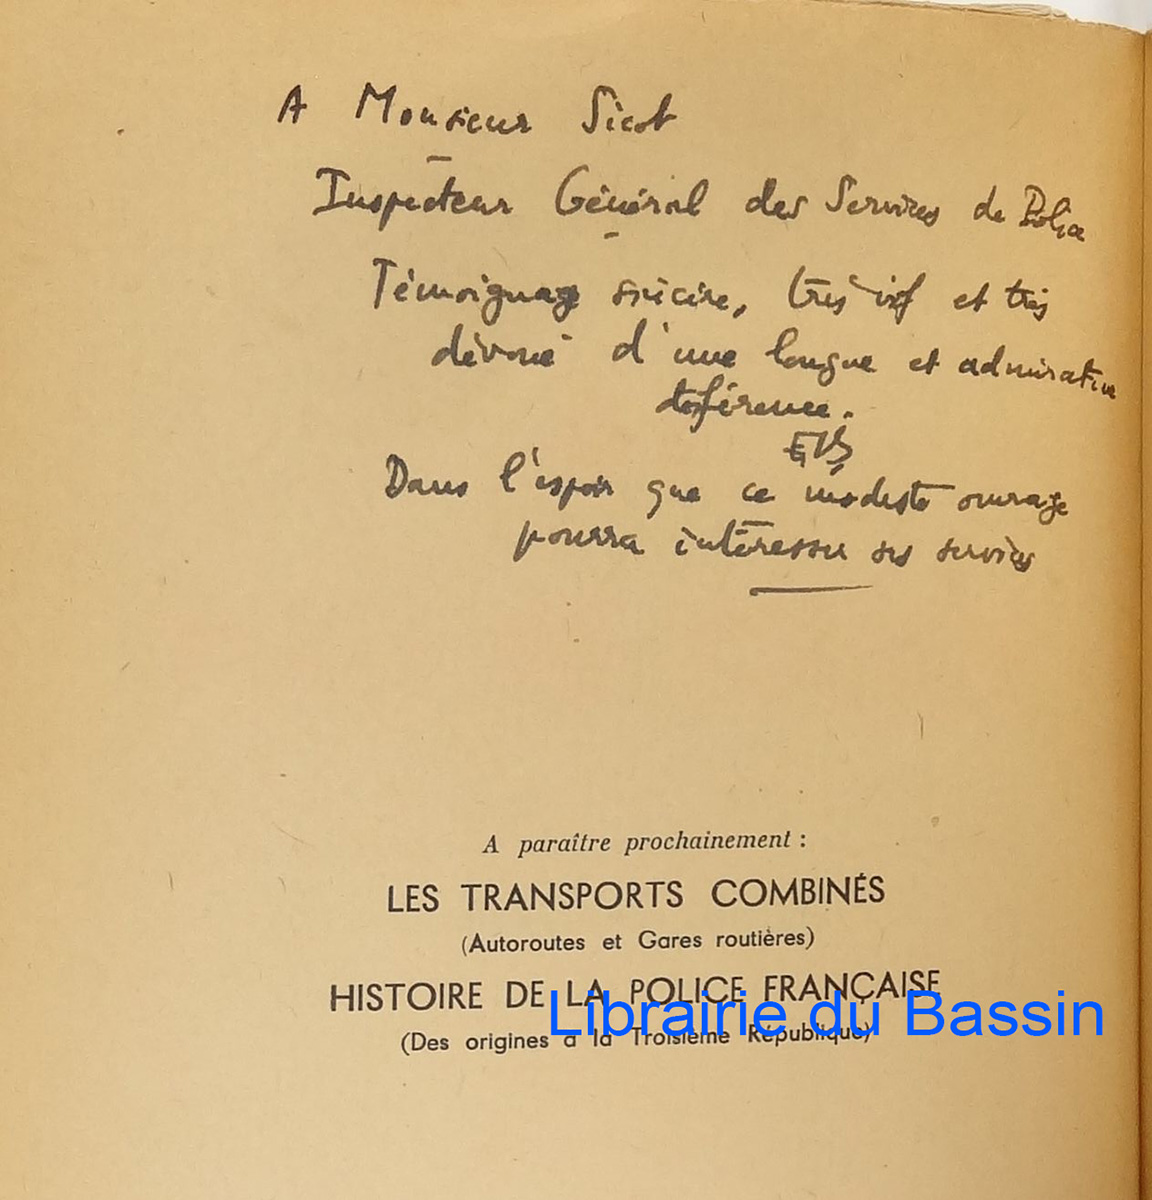 A Monsieur Sicot
Inspecteur Général des Services de Police
Témoignage sincère, très vif et très
dévoué d'une longue et admirative
déférence.
Dans l'espoir que ce modeste ouvrage
pourra intéresser ses services
A paraître prochainement :
LES TRANSPORTS COMBINÉS
(Autoroutes et Gares routières)
HISTOIRE DE LA POLICE FRANÇAISE
Librairie du Bassin
(Des origines à la Troisième République)